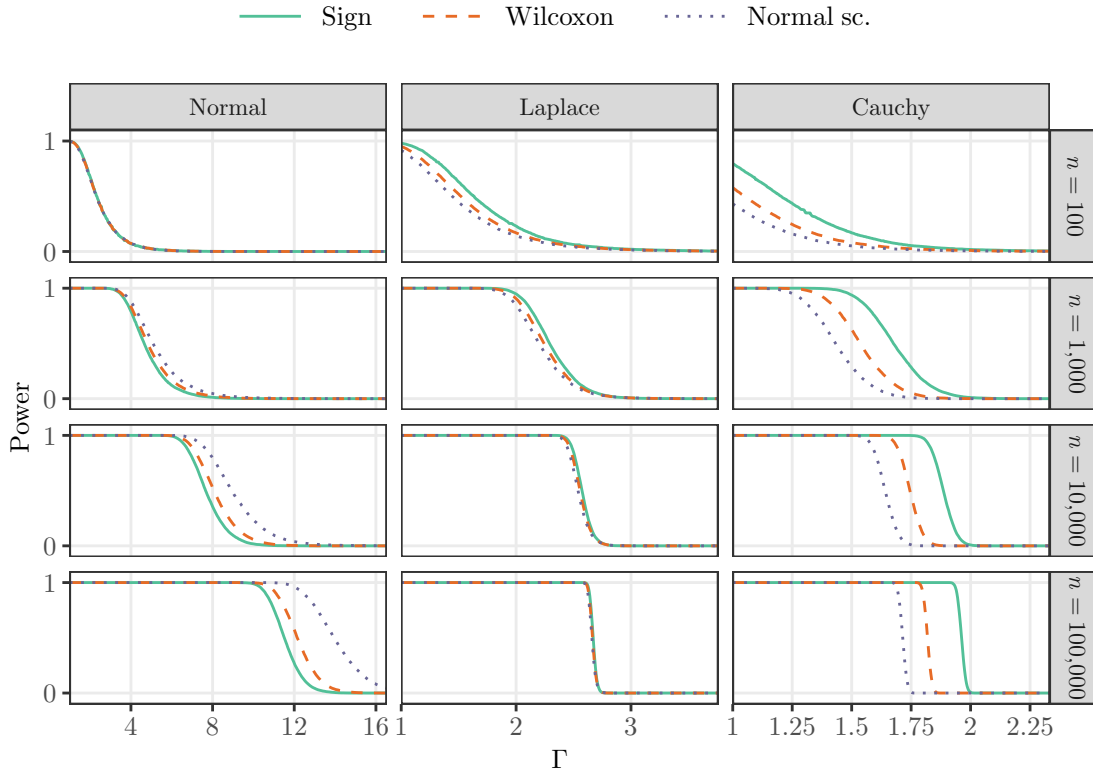 Sign Wilcoxon Normal sc.
Normal Laplace Cauchy
1
0
n = 100
1
0
n = 1,000
1
0
n = 10,000
1
0
n = 100,000
4 8 12 16 1 2 3 1 1.25 1.5 1.75 2 2.25
Power
Γ